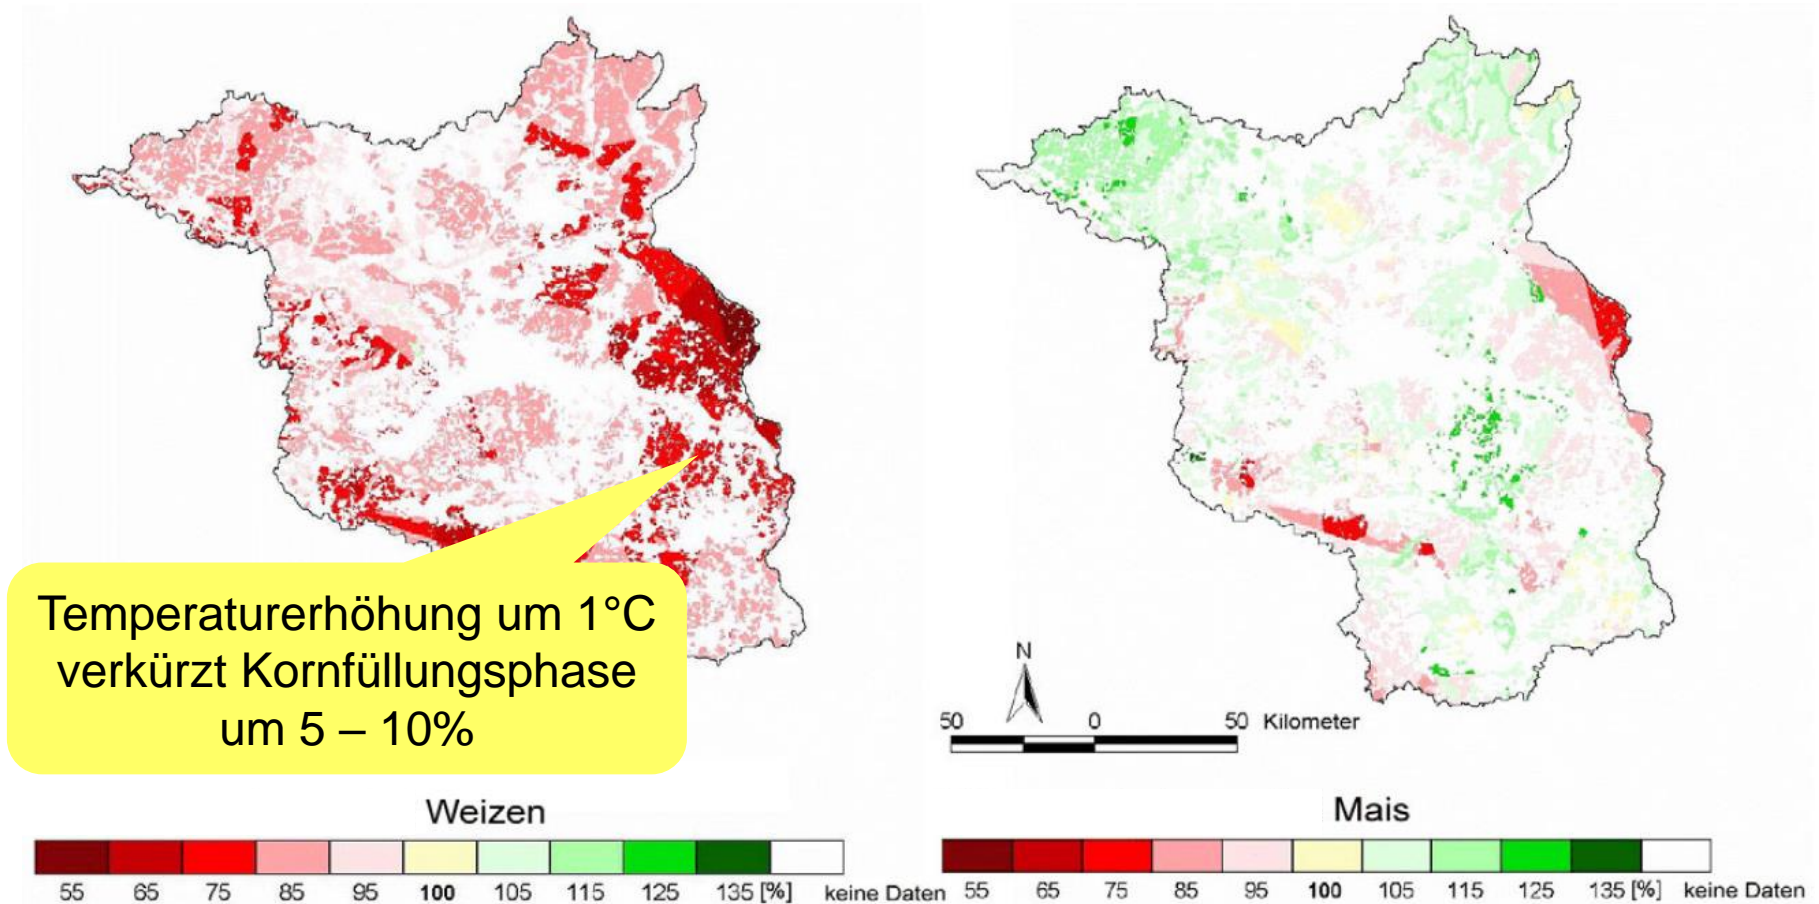 Temperaturerhöhung um 1°C
verkürzt Kornfüllungsphase
um 5 – 10%
N
50 0 50 Kilometer
Weizen
55 65 75 85 95 100 105 115 125 135 [%] keine Daten
Mais
55 65 75 85 95 100 105 115 125 135 [%] keine Daten